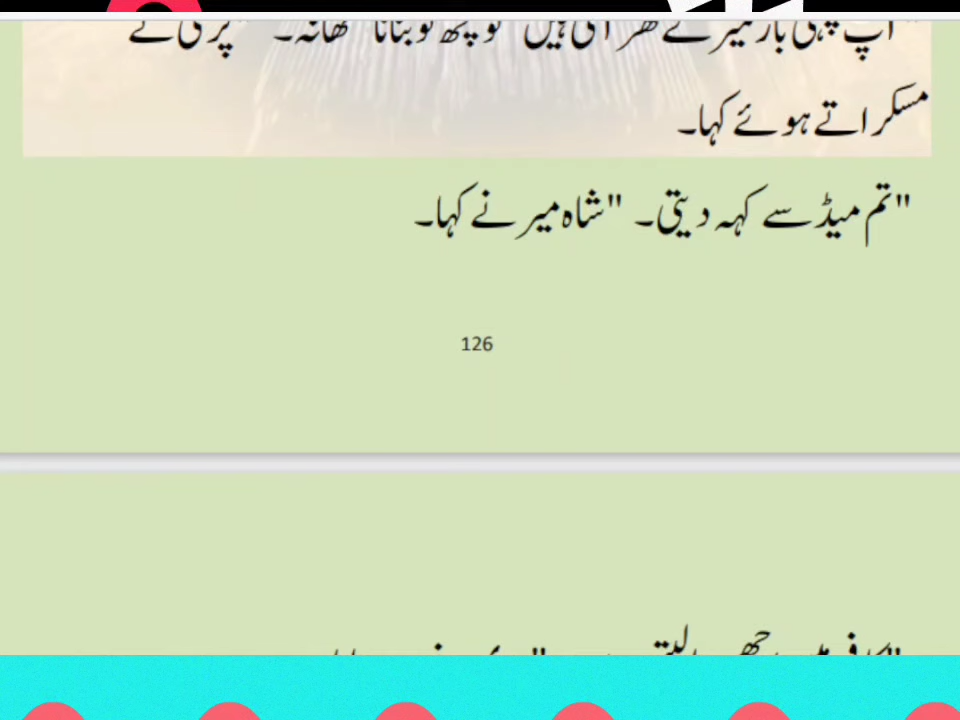 آپ پہلی بار میرے گھر آئی ہیں تو کچھ تو بنانا تھا نہ۔" پری نے
مسکراتے ہوئے کہا۔
"تم میڈ سے کہہ دیتی۔ "شاہ میر نے کہا۔
126